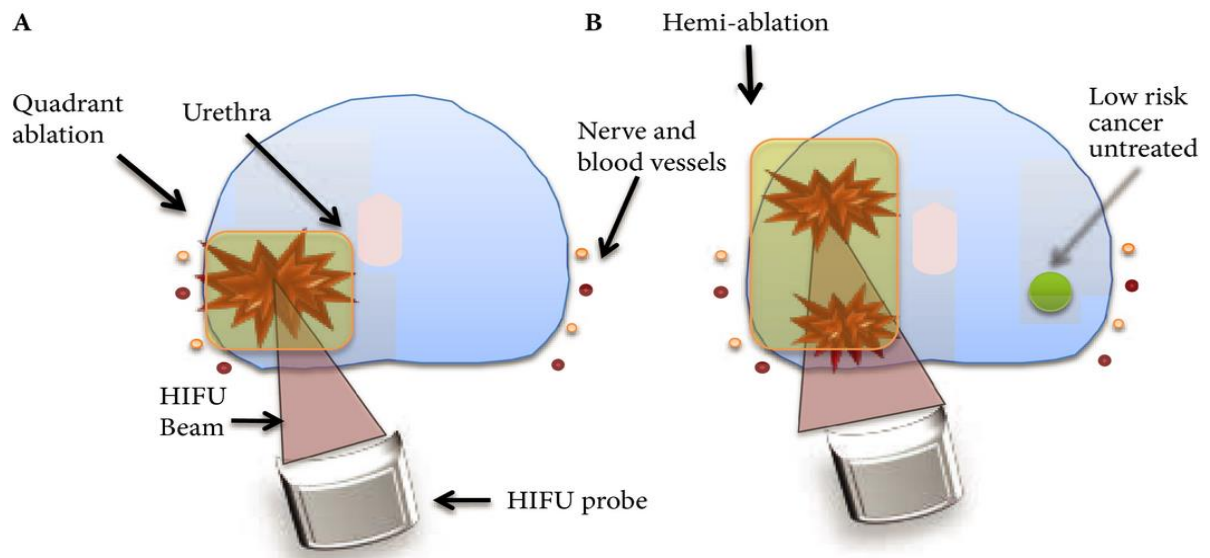 A
Quadrant
ablation
Urethra
Nerve and
blood vessels
HIFU
Beam
HIFU probe
B
Hemi-ablation
Low risk
cancer
untreated